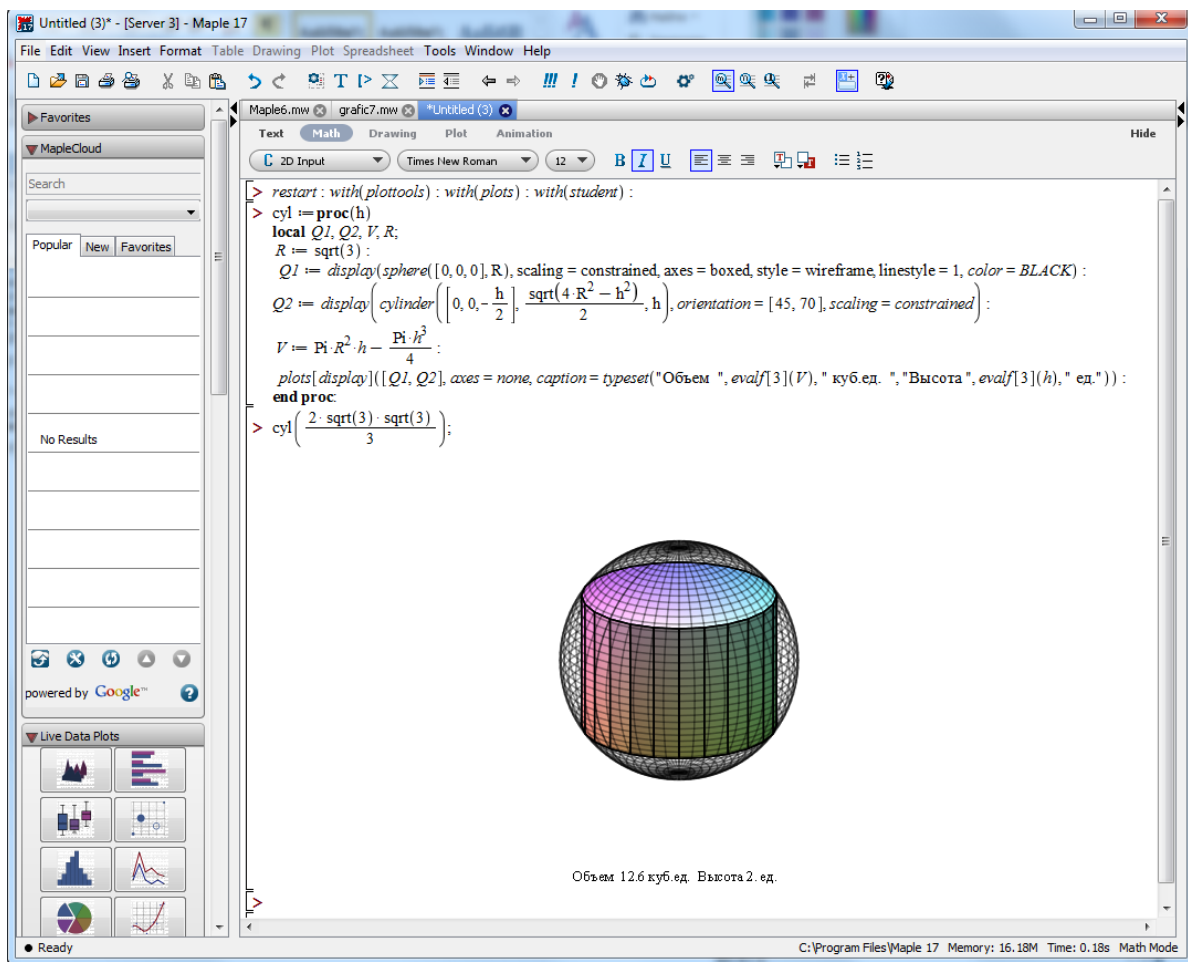 Untitled (3)* - [Server 3] - Maple 17
File Edit View Insert Format Table Drawing Plot Spreadsheet Tools Window Help
Favorites
MapleCloud
Search
Popular New Favorites
No Results
powered by Google™
Live Data Plots
Maple6.mw grafic7.mw *Untitled (3)
Text Math Drawing Plot Animation Hide
C 2D Input Times New Roman 12 B I U
> restart : with(plottools) : with(plots) : with(student) :
> cyl := proc(h)
local Q1, Q2, V, R;
R := sqrt(3) :
Q1 := display(sphere([0, 0, 0], R), scaling = constrained, axes = boxed, style = wireframe, linestyle = 1, color = BLACK) :
Q2 := display(cylinder([0, 0, -h/2], sqrt(4·R²−h²)/2, h), orientation = [45, 70], scaling = constrained) :
V := Pi·R²·h − Pi·h³/4 :
plots[display]([Q1, Q2], axes = none, caption = typeset("Объем ", evalf[3](V), " куб.ед. ", "Высота ", evalf[3](h), " ед.")) :
end proc:
> cyl(2·sqrt(3)·sqrt(3)/3);
Объем 12.6 куб.ед. Высота 2. ед.
>
Ready C:\Program Files\Maple 17 Memory: 16.18M Time: 0.18s Math Mode